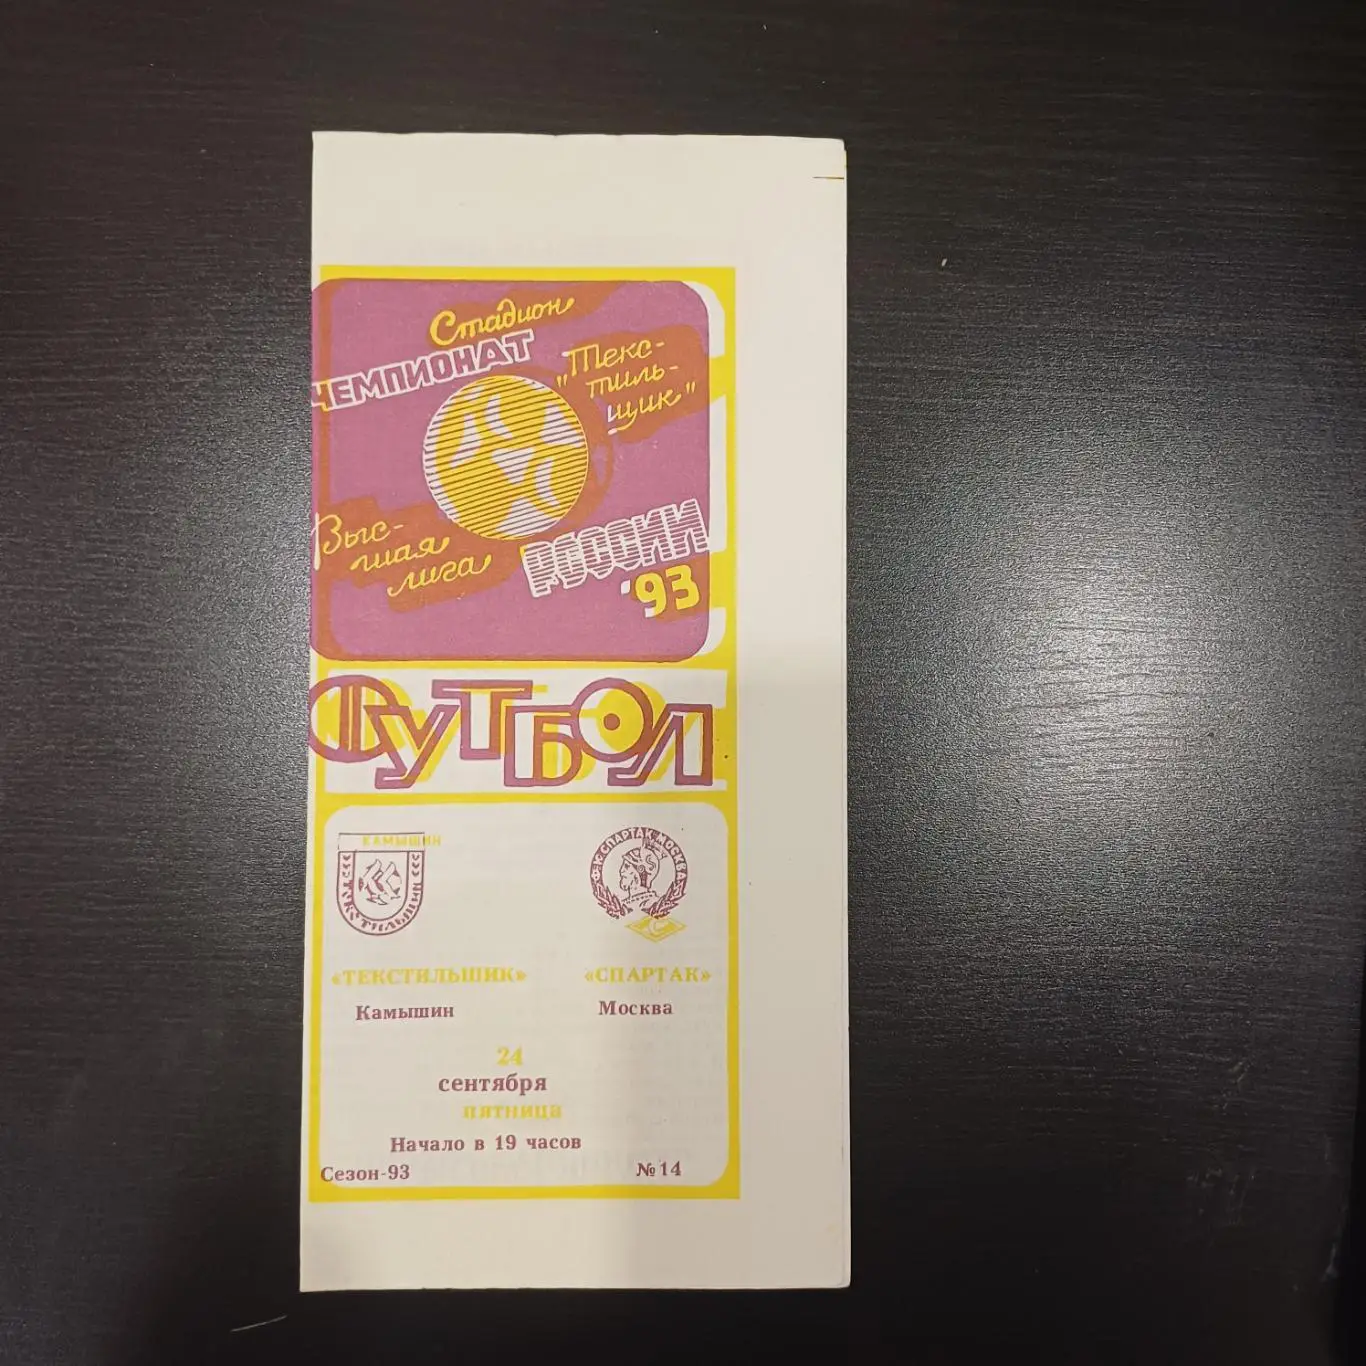 Стадион
"Текс-
тиль-
щик"
ЧЕМПИОНАТ
Выс-
шая
лига
РОССИИ
'93
ФУТБОЛ
КАМЫШИН
ТЕКСТИЛЬЩИК
СПАРТАК МОСКВА
«ТЕКСТИЛЬЩИК» «СПАРТАК»
Камышин Москва
24
сентября
пятница
Начало в 19 часов
Сезон-93 №14